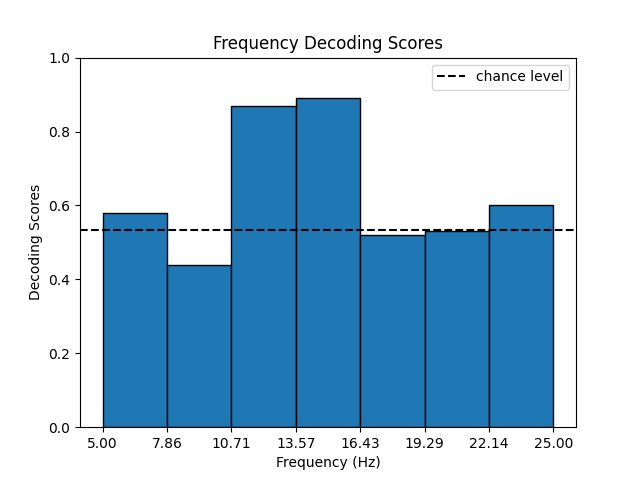 Frequency Decoding Scores
chance level
1.0
0.8
0.6
0.4
0.2
0.0
Decoding Scores
5.00 7.86 10.71 13.57 16.43 19.29 22.14 25.00
Frequency (Hz)